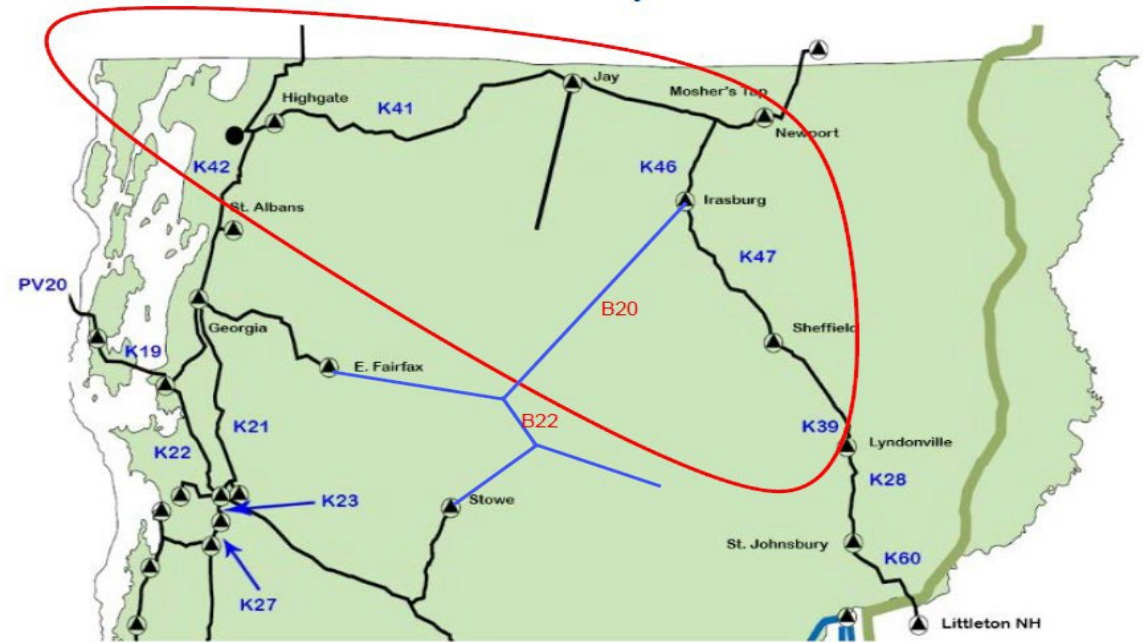 Jay
Highgate
K41
Mosher's Tap
Newport
K42
K46
St. Albans
Irasburg
K47
PV20
B20
Georgia
Sheffield
K19
E. Fairfax
B22
K21
K39
Lyndonville
K22
K28
K23
Stowe
St. Johnsbury
K60
K27
Littleton NH